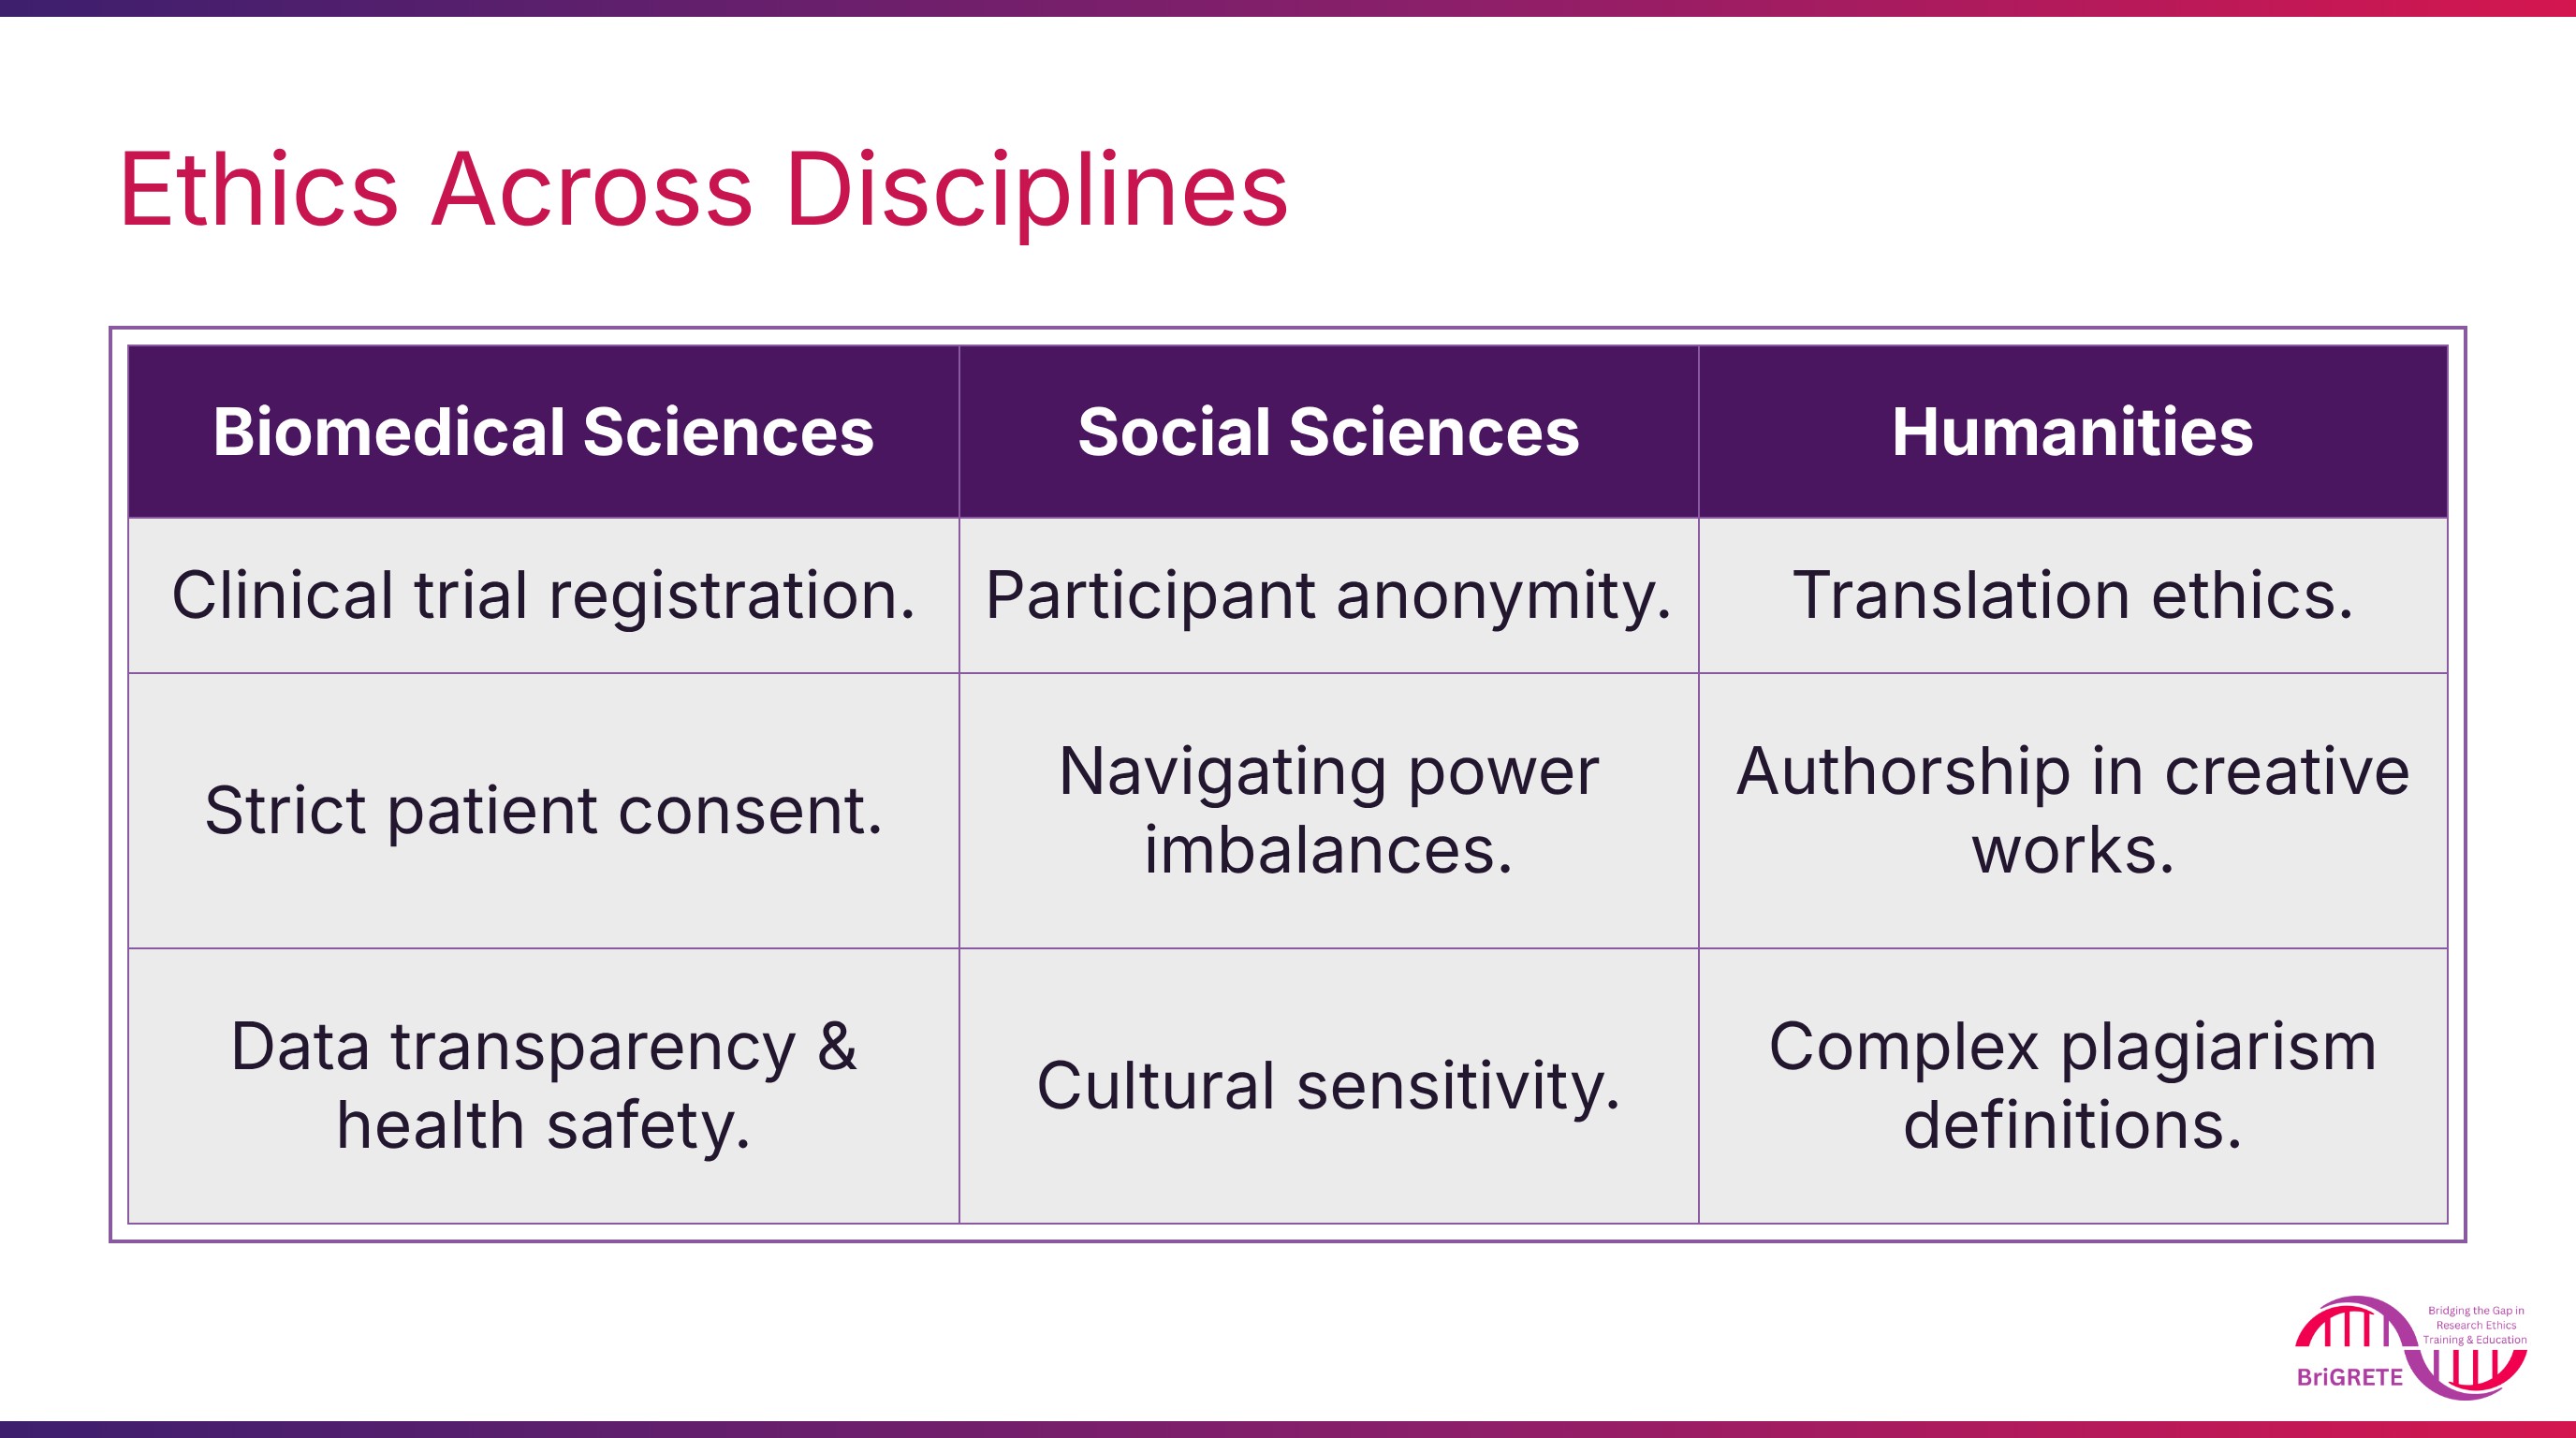 Ethics Across Disciplines
Biomedical Sciences
Social Sciences
Humanities
Clinical trial registration.
Participant anonymity.
Translation ethics.
Strict patient consent.
Navigating power
imbalances.
Authorship in creative
works.
Data transparency &
health safety.
Cultural sensitivity.
Complex plagiarism
definitions.
Bridging the Gap in
Research Ethics
Training & Education
BriGRETE